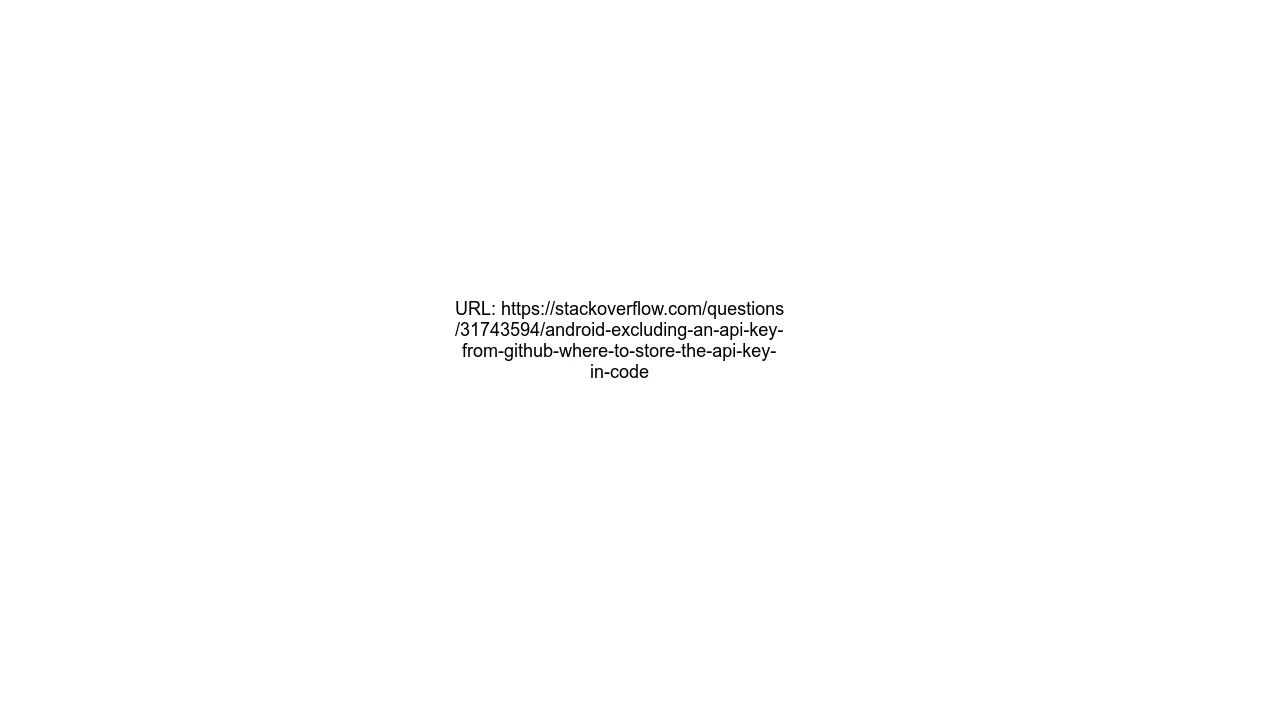 URL: https://stackoverflow.com/questions
/31743594/android-excluding-an-api-key-
from-github-where-to-store-the-api-key-
in-code